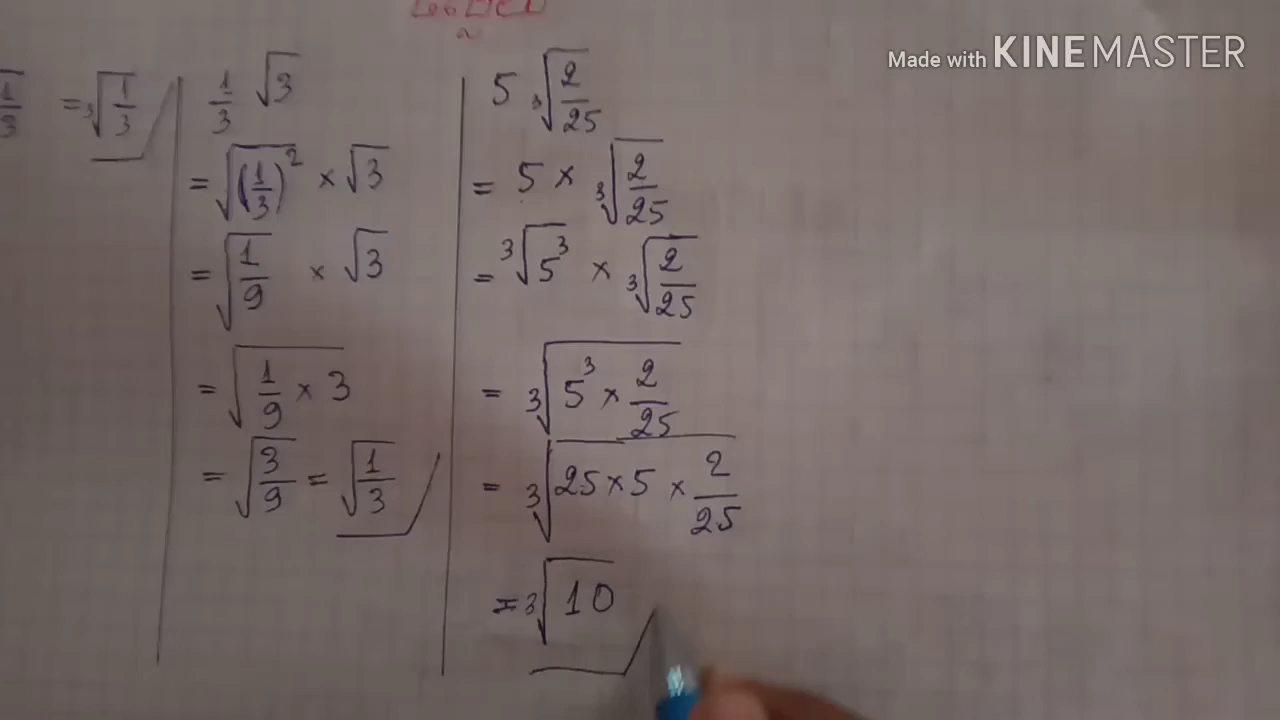 Made with KINEMASTER
1/9 = ∛(1/3)
1/3 √3
= √(1/3)² × √3
= √(1/9) × √3
= √(1/9 × 3)
= √(3/9) = √(1/3)
5 ∛(2/25)
= 5 × ∛(2/25)
= ∛5³ × ∛(2/25)
= ∛(5³ × 2/25)
= ∛(25 × 5 × 2/25)
= ∛10